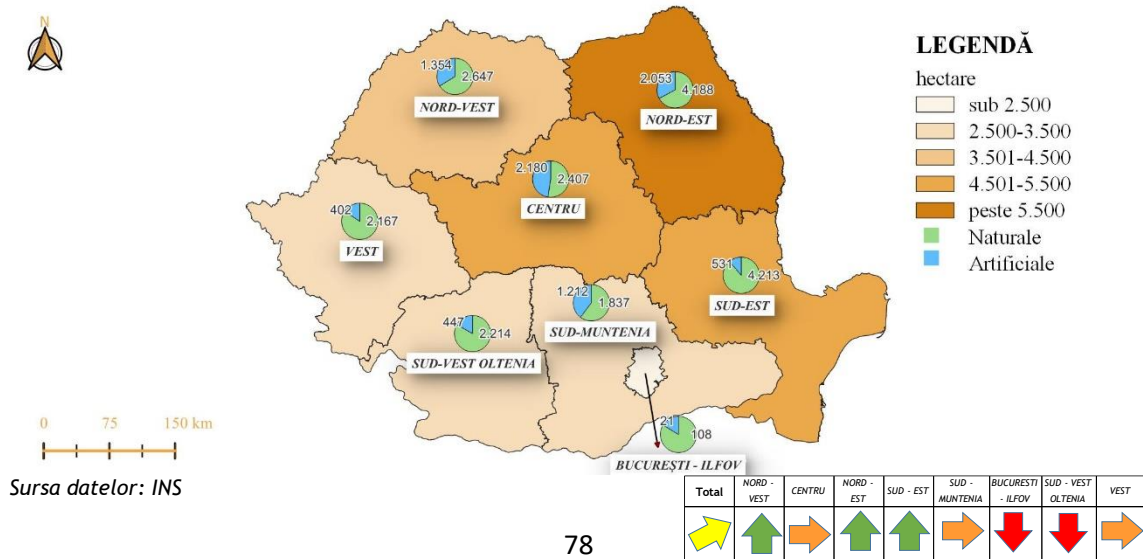 N
1.354
2.647
NORD-VEST
2.053
4.188
NORD-EST
2.180
2.407
CENTRU
402
2.167
VEST
531
4.213
SUD-EST
1.212
1.837
SUD-MUNTENIA
447
2.214
SUD-VEST OLTENIA
21
108
BUCUREȘTI - ILFOV
LEGENDĂ
hectare
sub 2.500
2.500-3.500
3.501-4.500
4.501-5.500
peste 5.500
Naturale
Artificiale
0 75 150 km
Sursa datelor: INS
Total
NORD -
VEST
CENTRU
NORD -
EST
SUD - EST
SUD -
MUNTENIA
BUCURESTI
- ILFOV
SUD - VEST
OLTENIA
VEST
78